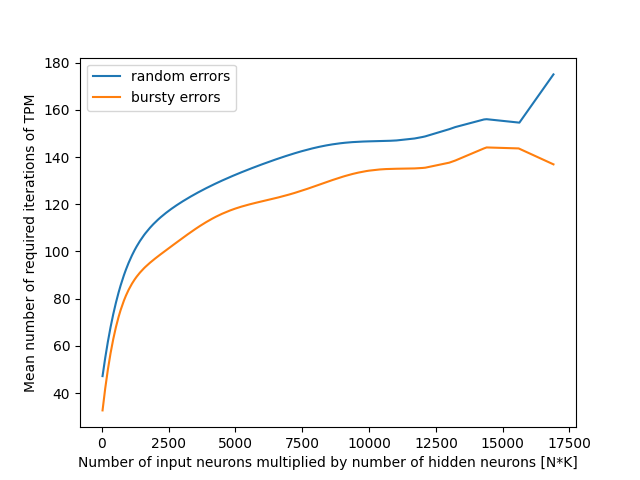 180
160
140
120
100
80
60
40
Mean number of required iterations of TPM
random errors
bursty errors
0 2500 5000 7500 10000 12500 15000 17500
Number of input neurons multiplied by number of hidden neurons [N*K]